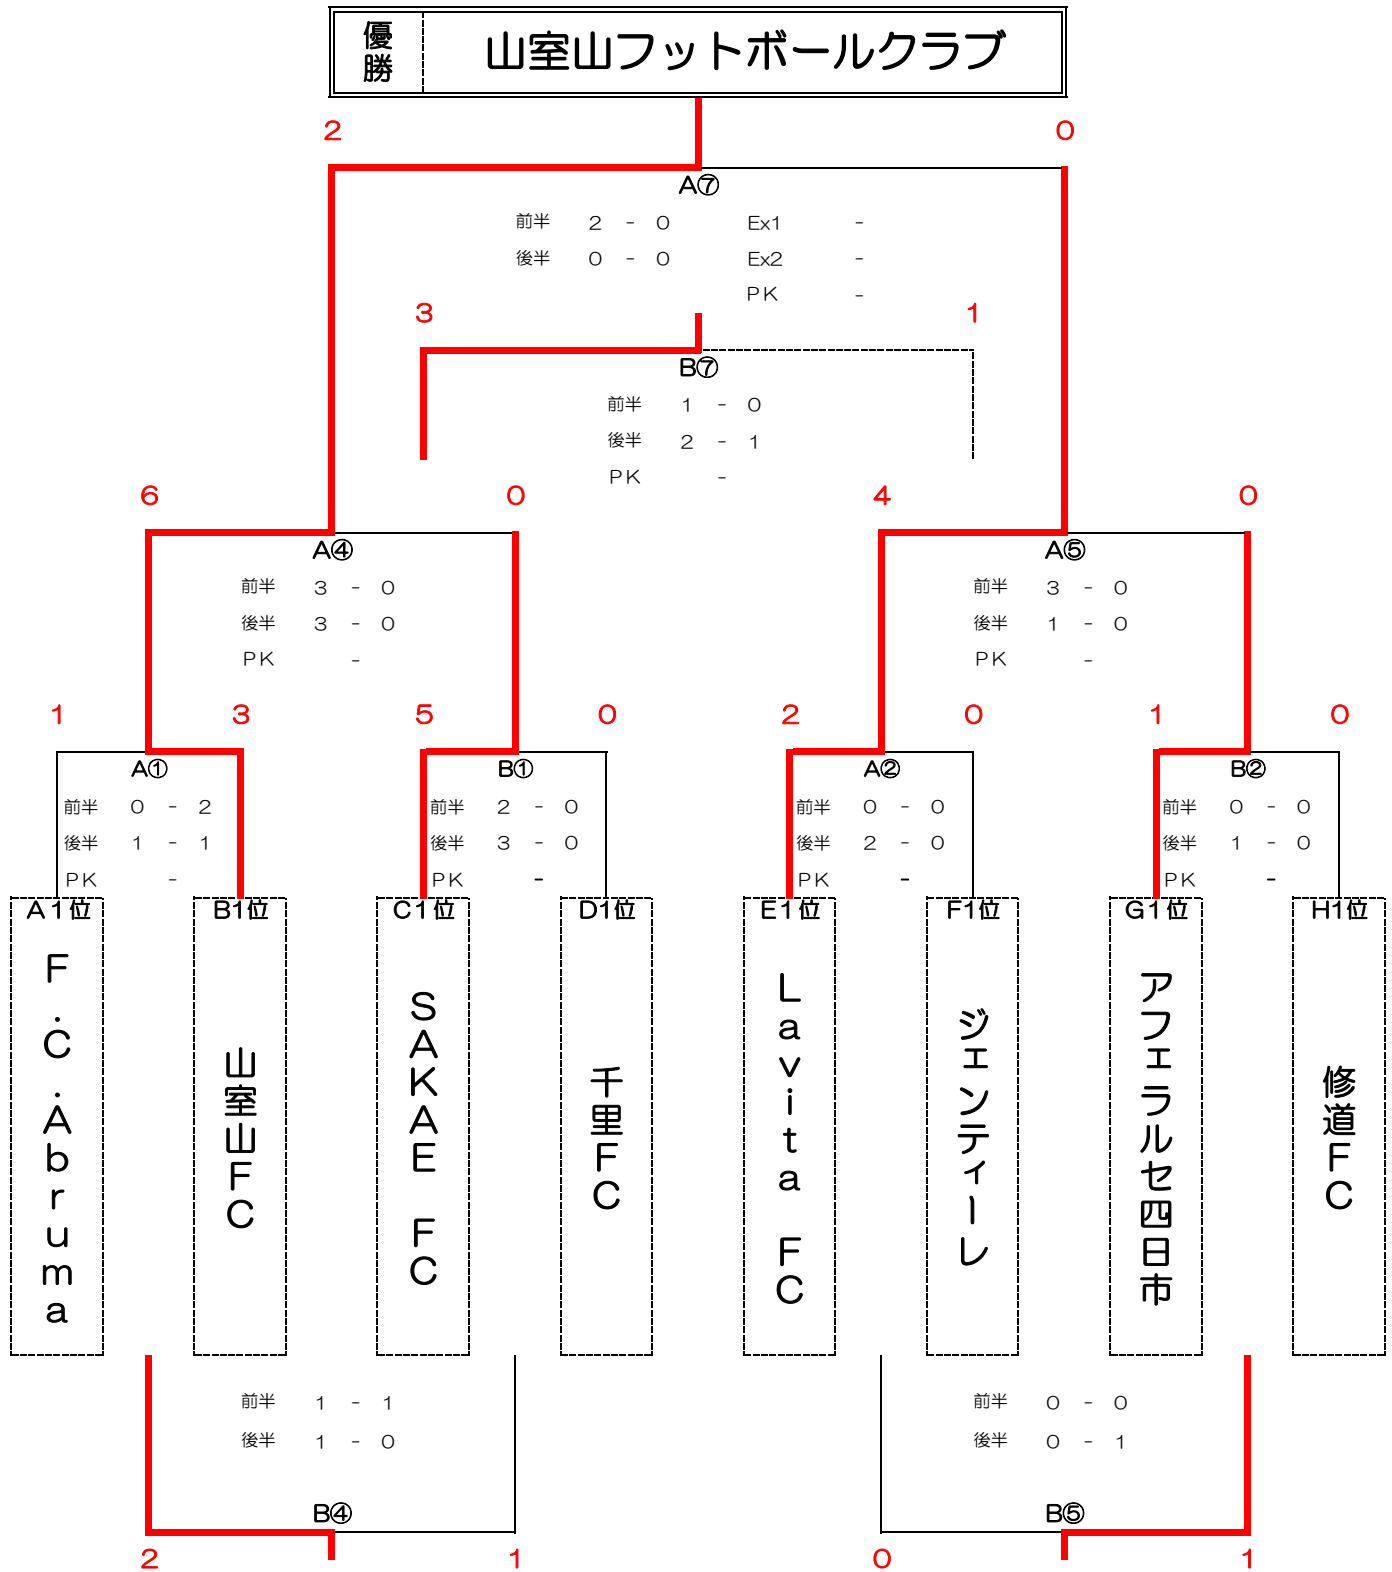 優勝 山室山フットボールクラブ
2 0
A⑦
前半 2 - 0 Ex1 -
後半 0 - 0 Ex2 -
PK -
3 1
B⑦
前半 1 - 0
後半 2 - 1
PK -
6 0 4 0
A④ A⑤
前半 3 - 0 前半 3 - 0
後半 3 - 0 後半 1 - 0
PK - PK -
1 3 5 0 2 0 1 0
A① B① A② B②
前半 0 - 2 前半 2 - 0 前半 0 - 0 前半 0 - 0
後半 1 - 1 後半 3 - 0 後半 2 - 0 後半 1 - 0
PK - PK - PK - PK -
A1位 B1位 C1位 D1位 E1位 F1位 G1位 H1位
F.C.Abruma
山室山FC
SAKAE FC
千里FC
Lavita FC
ジェンティーレ
アフェラルセ四日市
修道FC
前半 1 - 1 前半 0 - 0
後半 1 - 0 後半 0 - 1
B④ B⑤
2 1 0 1